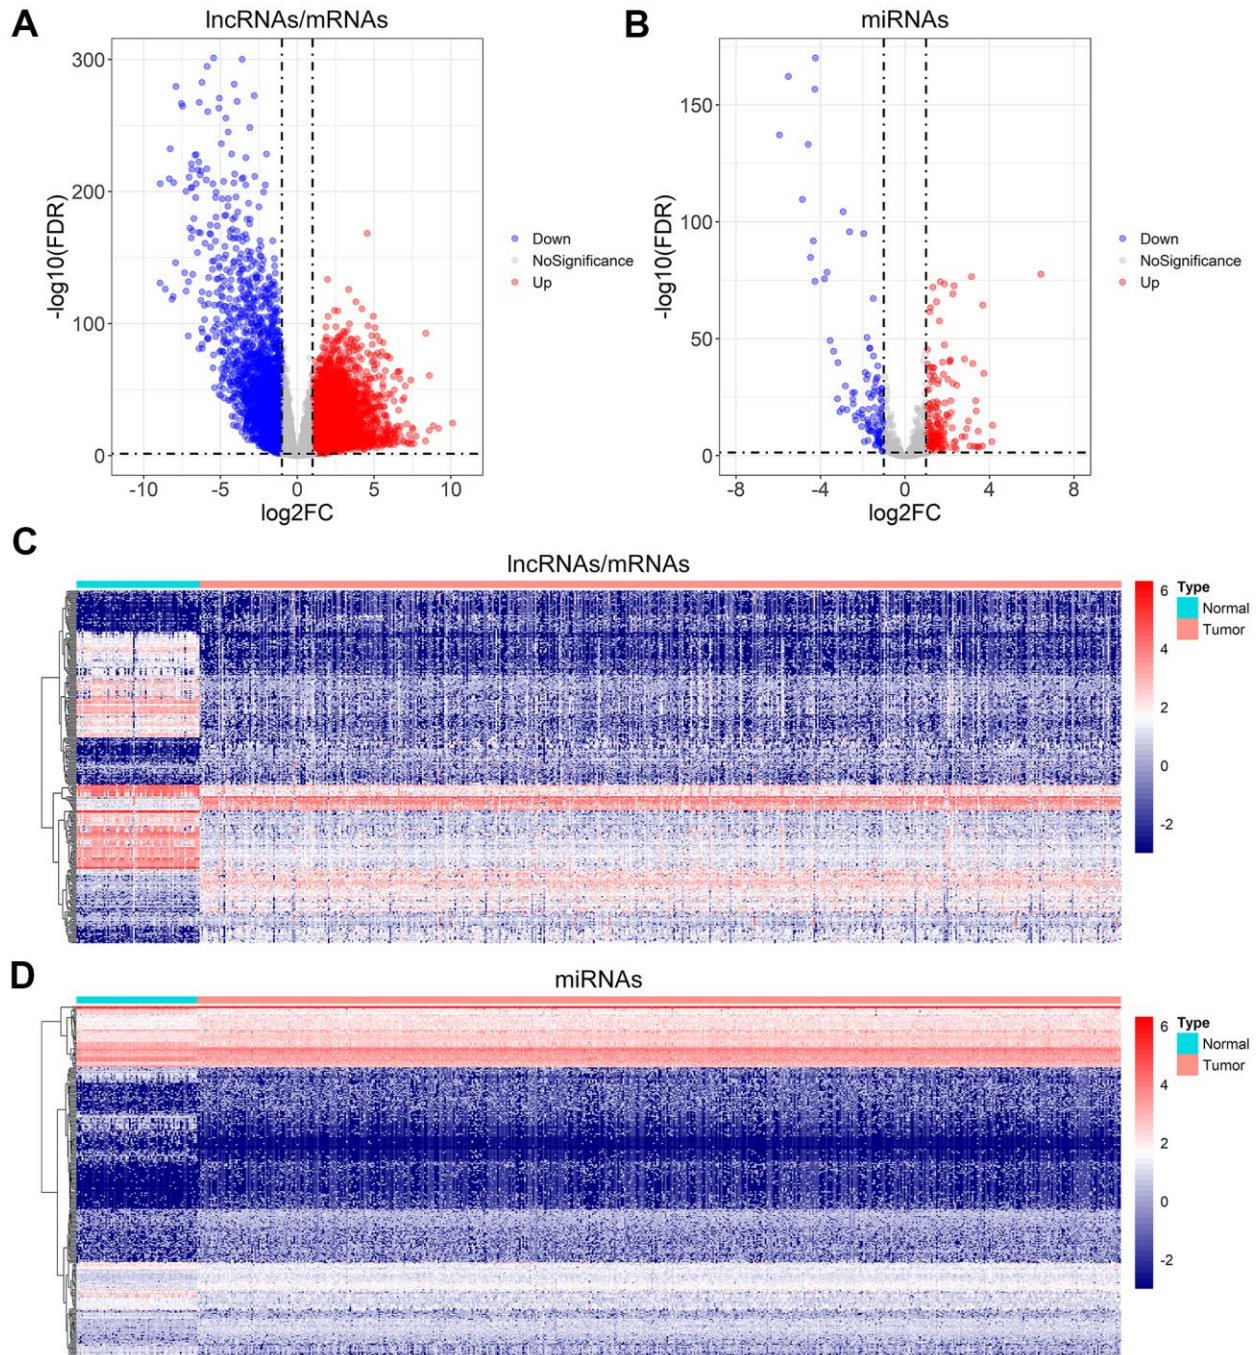 A
lncRNAs/mRNAs
300
200
100
0
-log10(FDR)
-10
-5
0
5
10
log2FC
Down
NoSignificance
Up
B
miRNAs
150
100
50
0
-log10(FDR)
-8
-4
0
4
8
log2FC
Down
NoSignificance
Up
C
lncRNAs/mRNAs
6
4
2
0
-2
Type
Normal
Tumor
D
miRNAs
6
4
2
0
-2
Type
Normal
Tumor